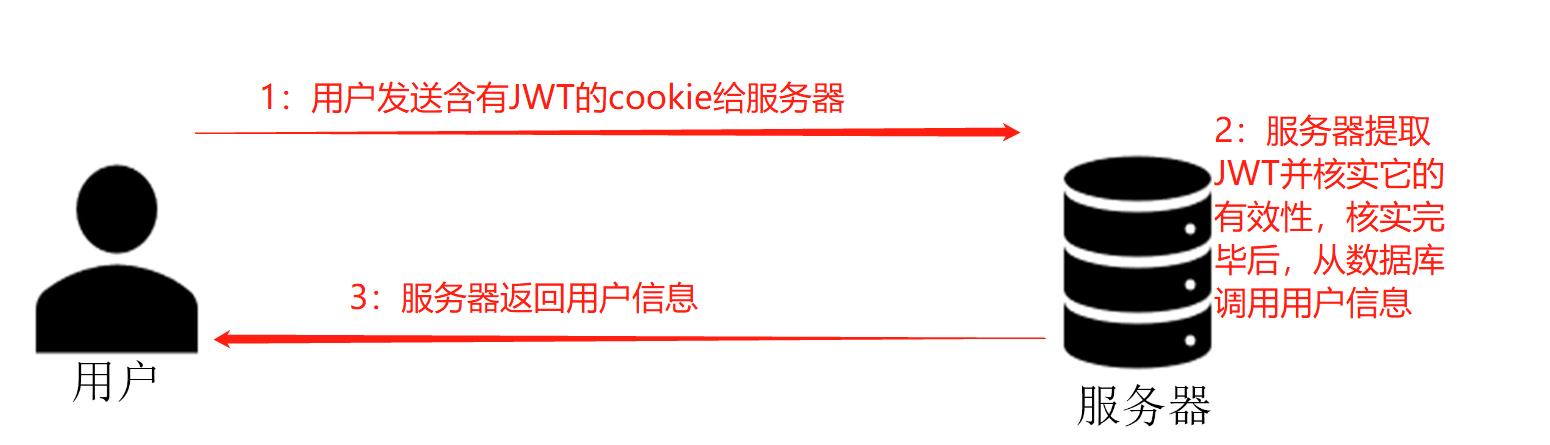 1：用户发送含有JWT的cookie给服务器
2：服务器提取
JWT并核实它的
有效性，核实完
毕后，从数据库
调用用户信息
3：服务器返回用户信息
用户
服务器